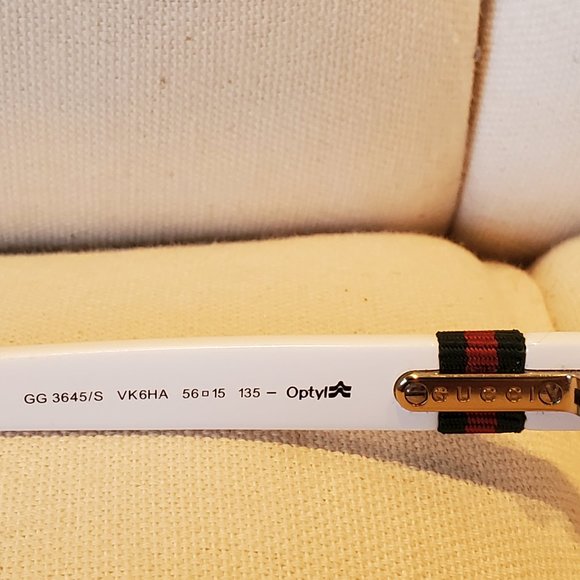 GG 3645/S VK6HA 56□15 135 – Optyl
GUCCI